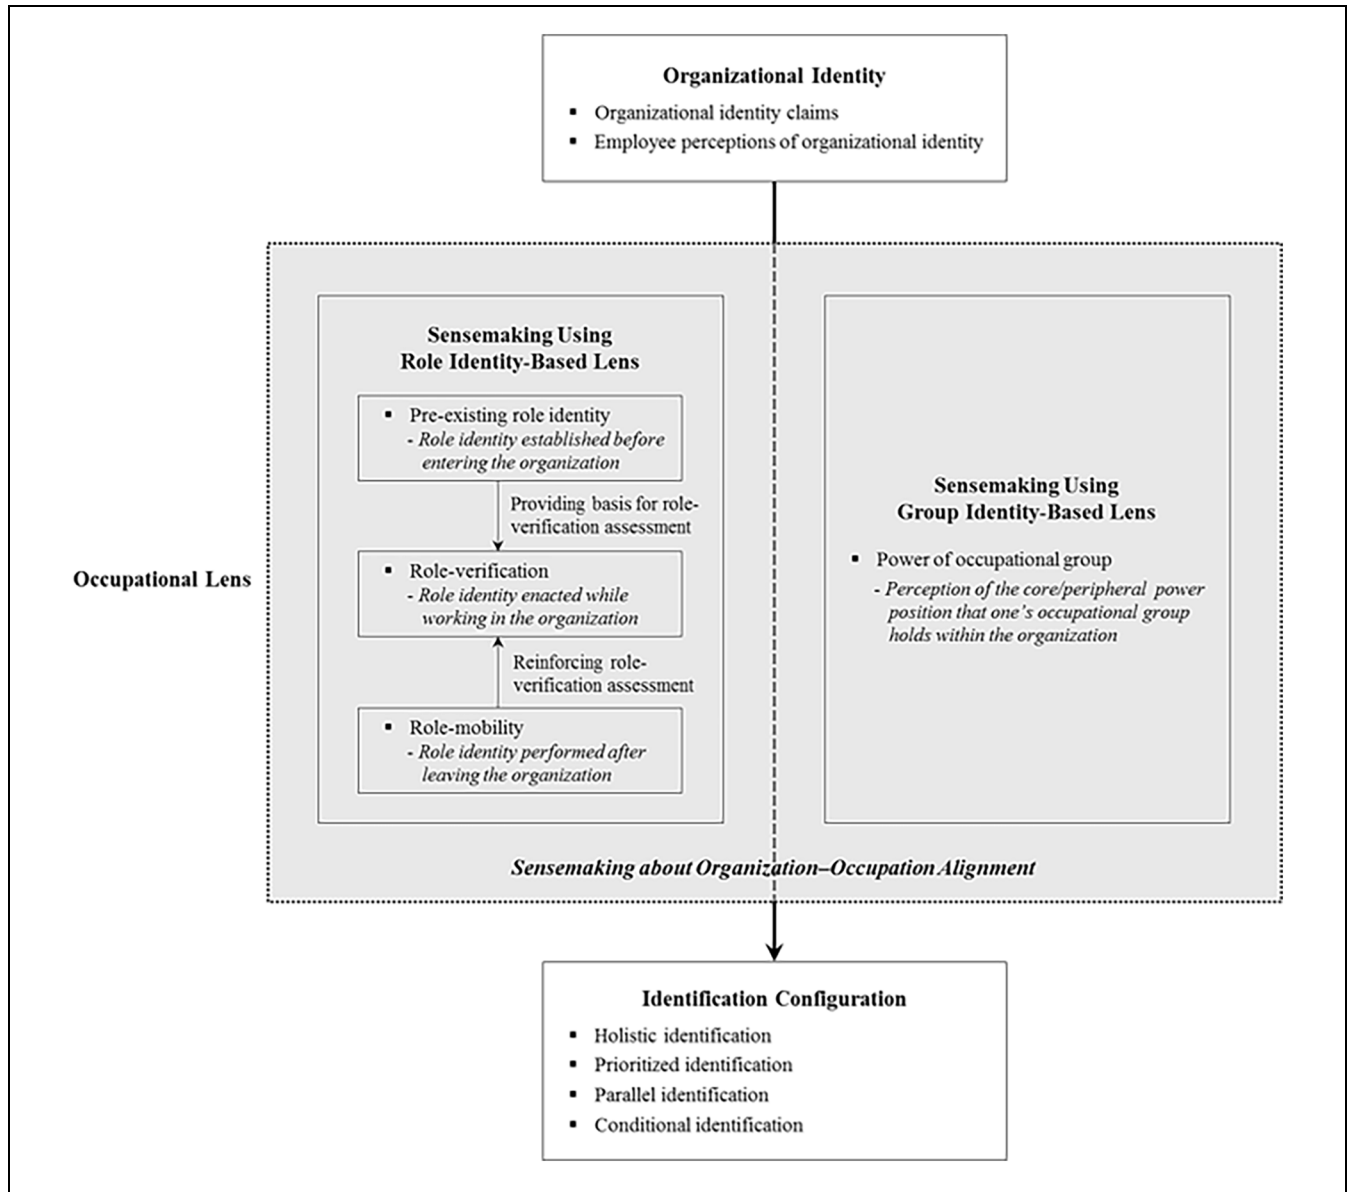 Organizational Identity
▪ Organizational identity claims
▪ Employee perceptions of organizational identity
Occupational Lens
Sensemaking Using
Role Identity-Based Lens
▪ Pre-existing role identity
- Role identity established before
entering the organization
Providing basis for role-
verification assessment
▪ Role-verification
- Role identity enacted while
working in the organization
Reinforcing role-
verification assessment
▪ Role-mobility
- Role identity performed after
leaving the organization
Sensemaking Using
Group Identity-Based Lens
▪ Power of occupational group
- Perception of the core/peripheral power
position that one's occupational group
holds within the organization
Sensemaking about Organization–Occupation Alignment
Identification Configuration
▪ Holistic identification
▪ Prioritized identification
▪ Parallel identification
▪ Conditional identification